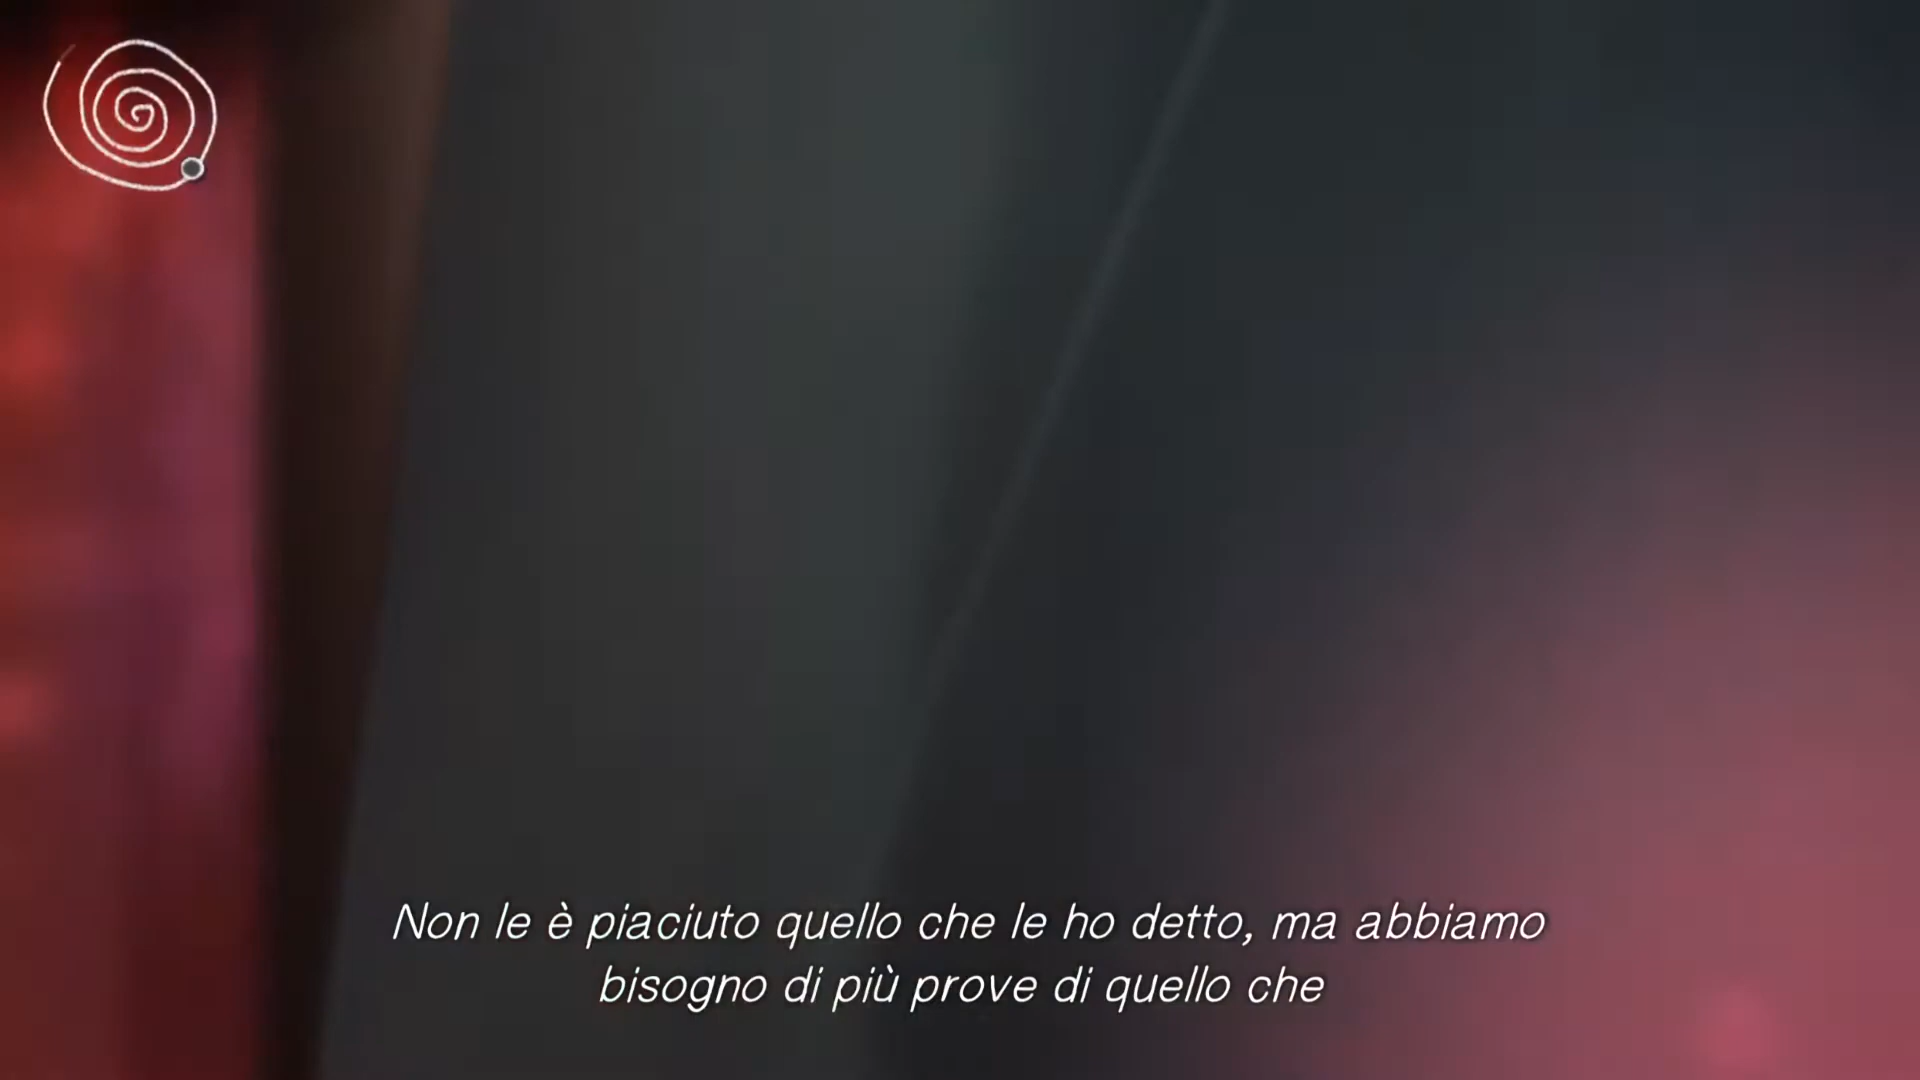 Non le è piaciuto quello che le ho detto, ma abbiamo
bisogno di più prove di quello che